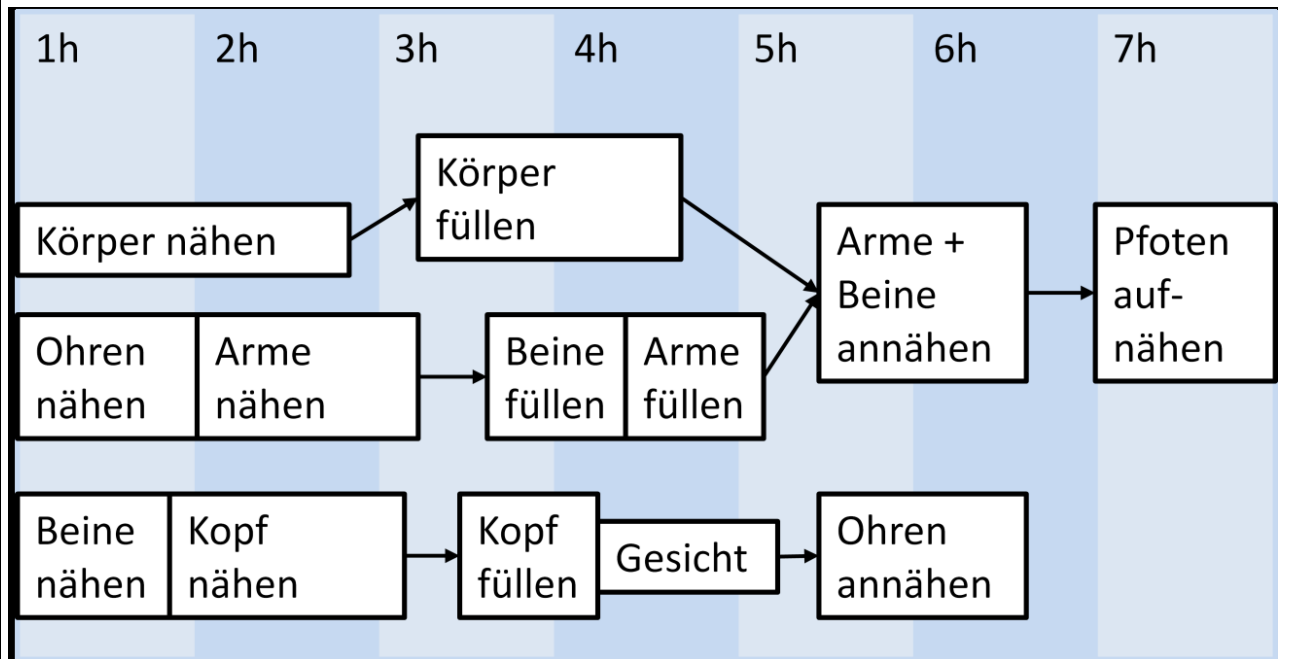 1h 2h 3h 4h 5h 6h 7h
Körper nähen
Körper
füllen
Arme +
Beine
annähen
Pfoten
auf-
nähen
Ohren
nähen
Arme
nähen
Beine
füllen
Arme
füllen
Beine
nähen
Kopf
nähen
Kopf
füllen
Gesicht
Ohren
annähen